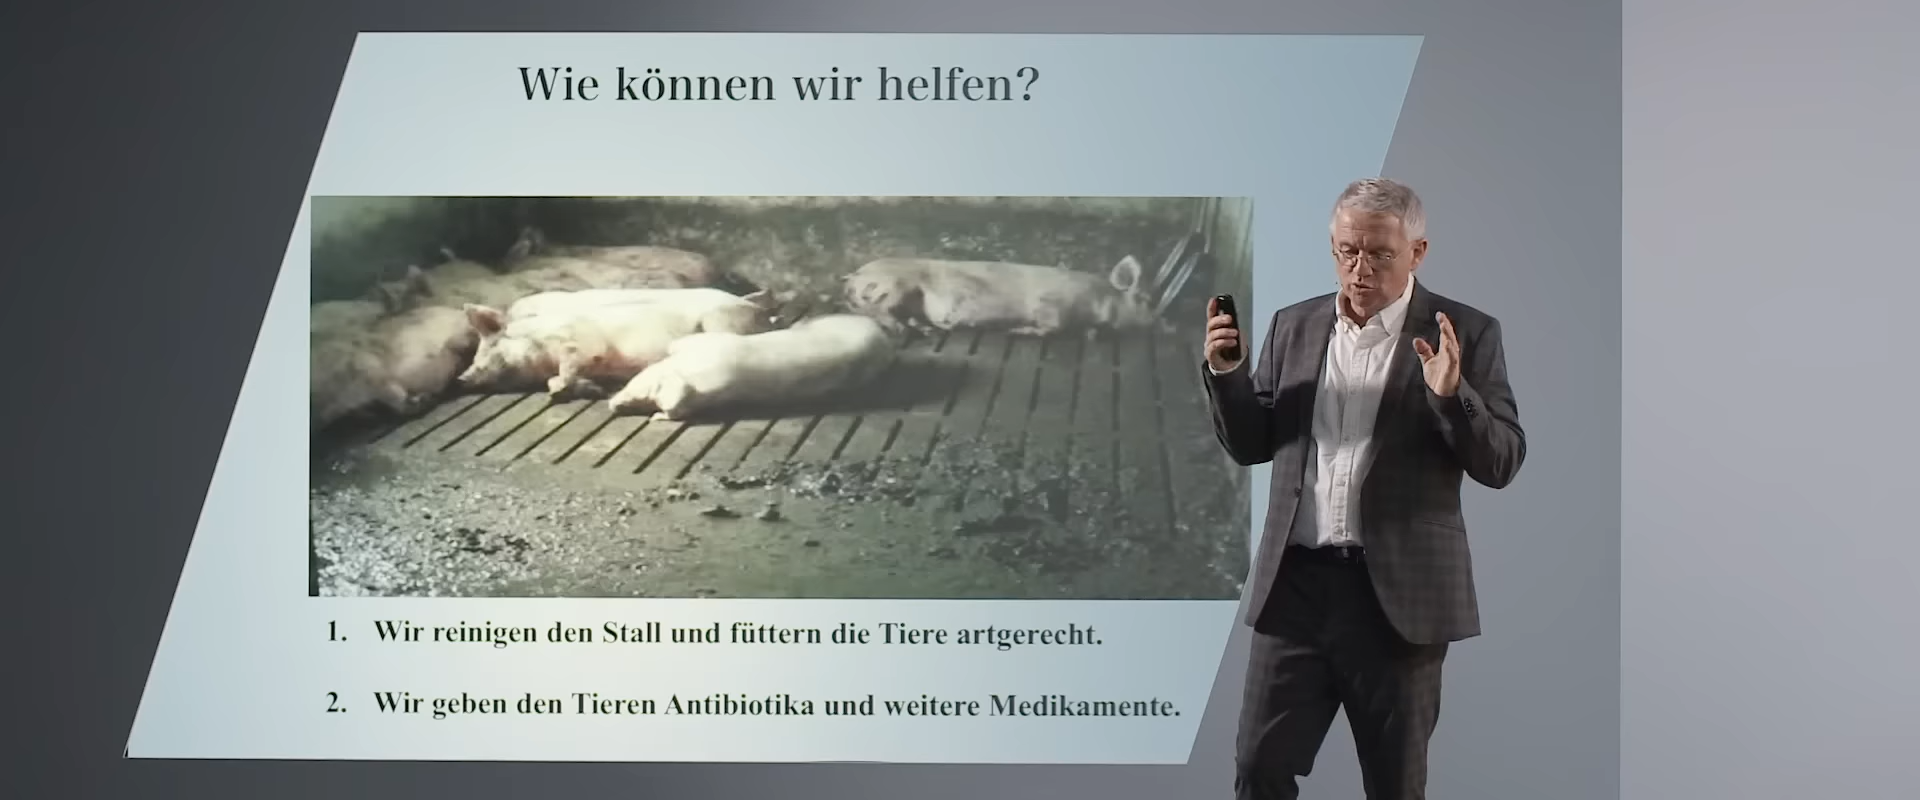 Wie können wir helfen?
1. Wir reinigen den Stall und füttern die Tiere artgerecht.
2. Wir geben den Tieren Antibiotika und weitere Medikamente.